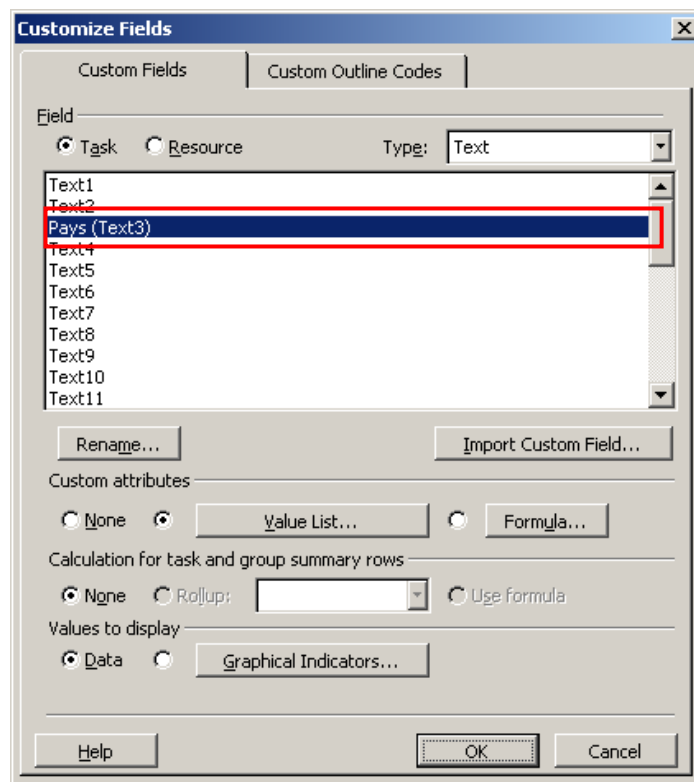 Customize Fields
Custom Fields
Custom Outline Codes
Field
Task
Resource
Type:
Text
Text1
Text2
Pays (Text3)
Text4
Text5
Text6
Text7
Text8
Text9
Text10
Text11
Rename...
Import Custom Field...
Custom attributes
None
Value List...
Formula...
Calculation for task and group summary rows
None
Rollup:
Use formula
Values to display
Data
Graphical Indicators...
Help
OK
Cancel